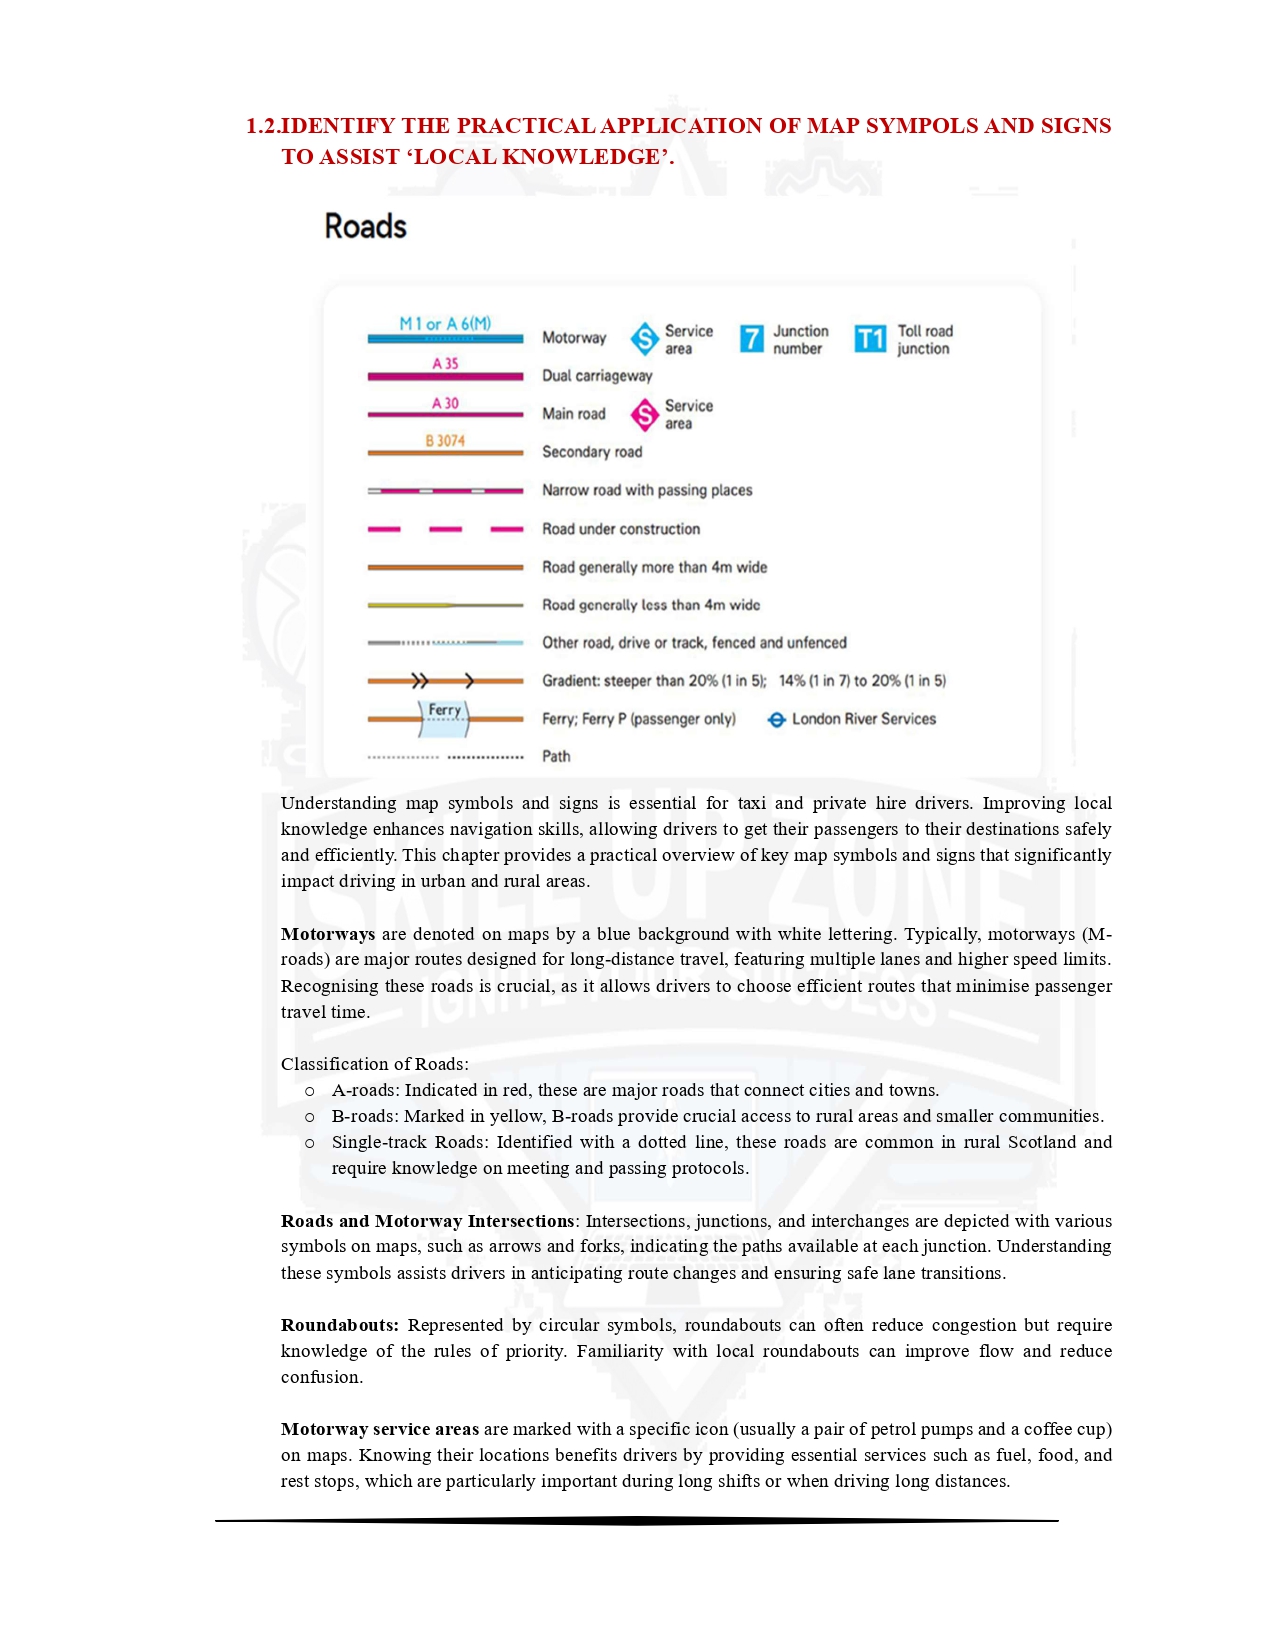 1.2.IDENTIFY THE PRACTICAL APPLICATION OF MAP SYMPOLS AND SIGNS
TO ASSIST ‘LOCAL KNOWLEDGE’.
Roads
M 1 or A 6(M)
Motorway
S
Service
area
7
Junction
number
T1
Toll road
junction
A 35
Dual carriageway
A 30
Main road
S
Service
area
B 3074
Secondary road
Narrow road with passing places
Road under construction
Road generally more than 4m wide
Road generally less than 4m wide
Other road, drive or track, fenced and unfenced
Gradient: steeper than 20% (1 in 5); 14% (1 in 7) to 20% (1 in 5)
Ferry
Ferry; Ferry P (passenger only)
London River Services
Path
Understanding map symbols and signs is essential for taxi and private hire drivers. Improving local
knowledge enhances navigation skills, allowing drivers to get their passengers to their destinations safely
and efficiently. This chapter provides a practical overview of key map symbols and signs that significantly
impact driving in urban and rural areas.
SKILL UP ZONE
IGNITE YOUR SUCCESS
Motorways are denoted on maps by a blue background with white lettering. Typically, motorways (M-
roads) are major routes designed for long-distance travel, featuring multiple lanes and higher speed limits.
Recognising these roads is crucial, as it allows drivers to choose efficient routes that minimise passenger
travel time.
Classification of Roads:
o A-roads: Indicated in red, these are major roads that connect cities and towns.
o B-roads: Marked in yellow, B-roads provide crucial access to rural areas and smaller communities.
o Single-track Roads: Identified with a dotted line, these roads are common in rural Scotland and
require knowledge on meeting and passing protocols.
Roads and Motorway Intersections: Intersections, junctions, and interchanges are depicted with various
symbols on maps, such as arrows and forks, indicating the paths available at each junction. Understanding
these symbols assists drivers in anticipating route changes and ensuring safe lane transitions.
Roundabouts: Represented by circular symbols, roundabouts can often reduce congestion but require
knowledge of the rules of priority. Familiarity with local roundabouts can improve flow and reduce
confusion.
Motorway service areas are marked with a specific icon (usually a pair of petrol pumps and a coffee cup)
on maps. Knowing their locations benefits drivers by providing essential services such as fuel, food, and
rest stops, which are particularly important during long shifts or when driving long distances.